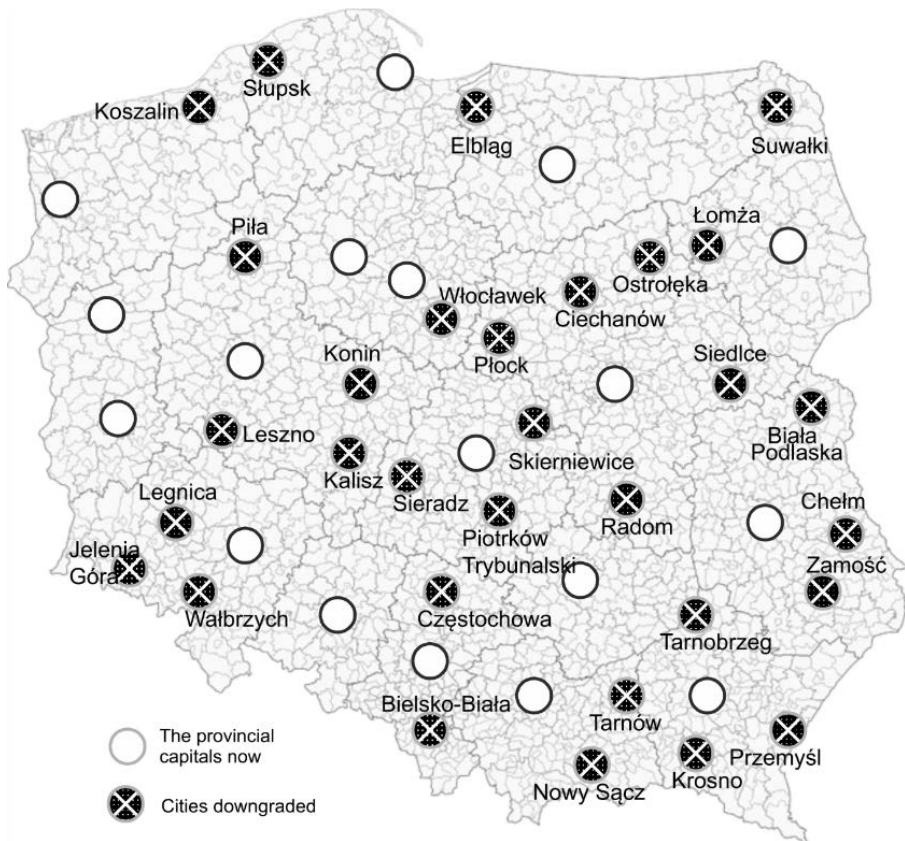 Słupsk
Koszalin
Elbląg
Suwałki
Piła
Łomża
Ostrołęka
Włocławek
Ciechanów
Konin
Płock
Siedlce
Leszno
Biała
Podlaska
Skierniewice
Kalisz
Sieradz
Legnica
Piotrków
Trybunalski
Radom
Chełm
Jelenia
Góra
Zamość
Wałbrzych
Częstochowa
Tarnobrzeg
Bielsko-Biała
Tarnów
Przemyśl
Nowy Sącz
Krosno
The provincial
capitals now
Cities downgraded